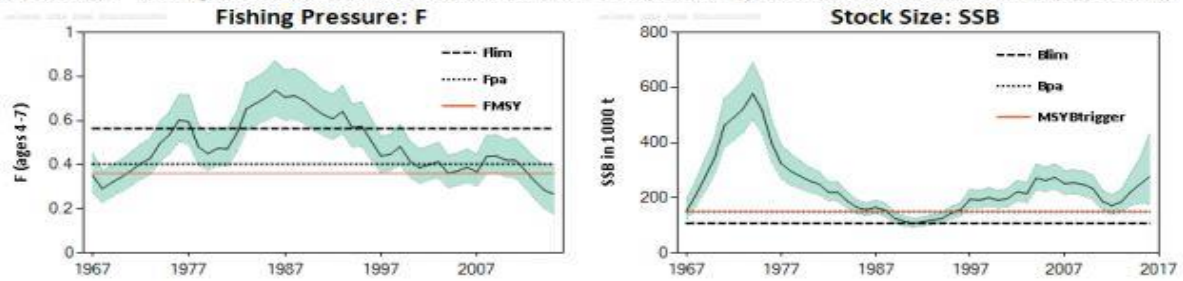 Fishing Pressure: F
1
0.8
0.6
0.4
0.2
0
F (ages 4-7)
Flim
Fpa
FMSY
1967
1977
1987
1997
2007
Stock Size: SSB
800
600
400
200
0
SSB in 1000 t
Blim
Bpa
MSYBtrigger
1967
1977
1987
1997
2007
2017